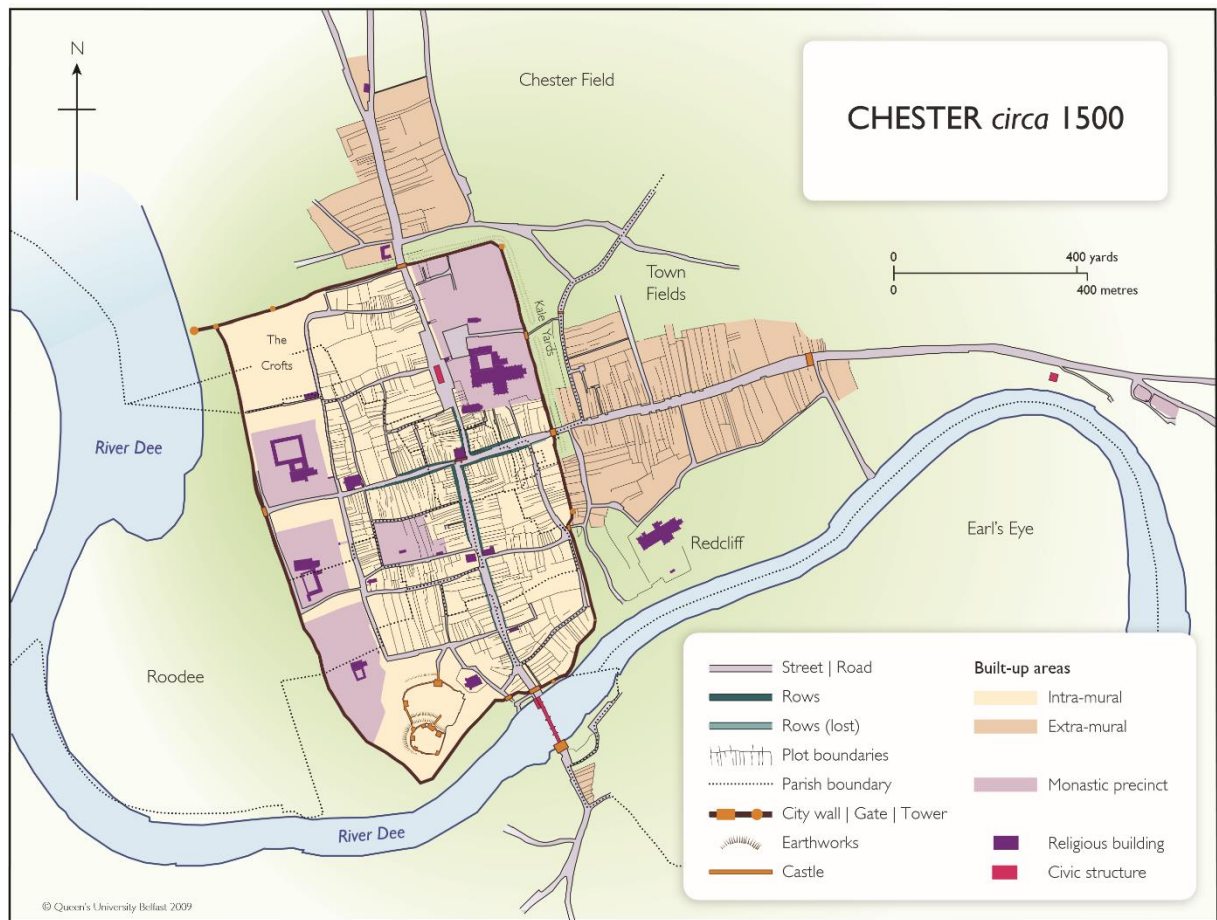 N
Chester Field
CHESTER circa 1500
0 400 yards
0 400 metres
Town
Fields
Kale Yards
The
Crofts
River Dee
Earl's Eye
Redcliff
Roodee
River Dee
Street | Road
Rows
Rows (lost)
Plot boundaries
Parish boundary
City wall | Gate | Tower
Earthworks
Castle
Built-up areas
Intra-mural
Extra-mural
Monastic precinct
Religious building
Civic structure
© Queen's University Belfast 2009